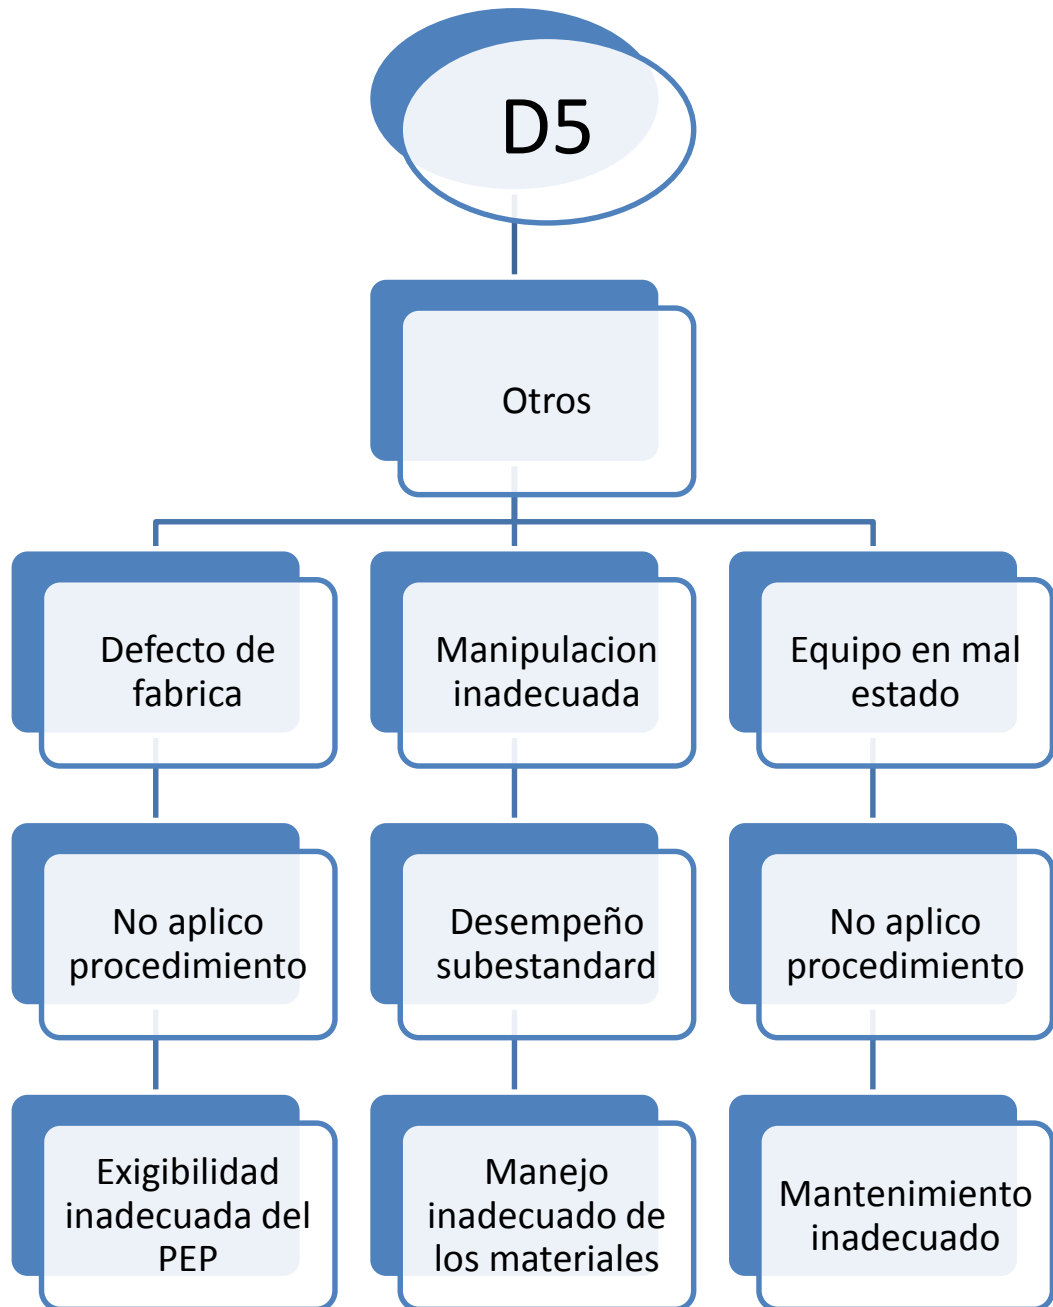 D5
Otros
Defecto de
fabrica
Manipulacion
inadecuada
Equipo en mal
estado
No aplico
procedimiento
Desempeño
subestandard
No aplico
procedimiento
Exigibilidad
inadecuada del
PEP
Manejo
inadecuado de
los materiales
Mantenimiento
inadecuado